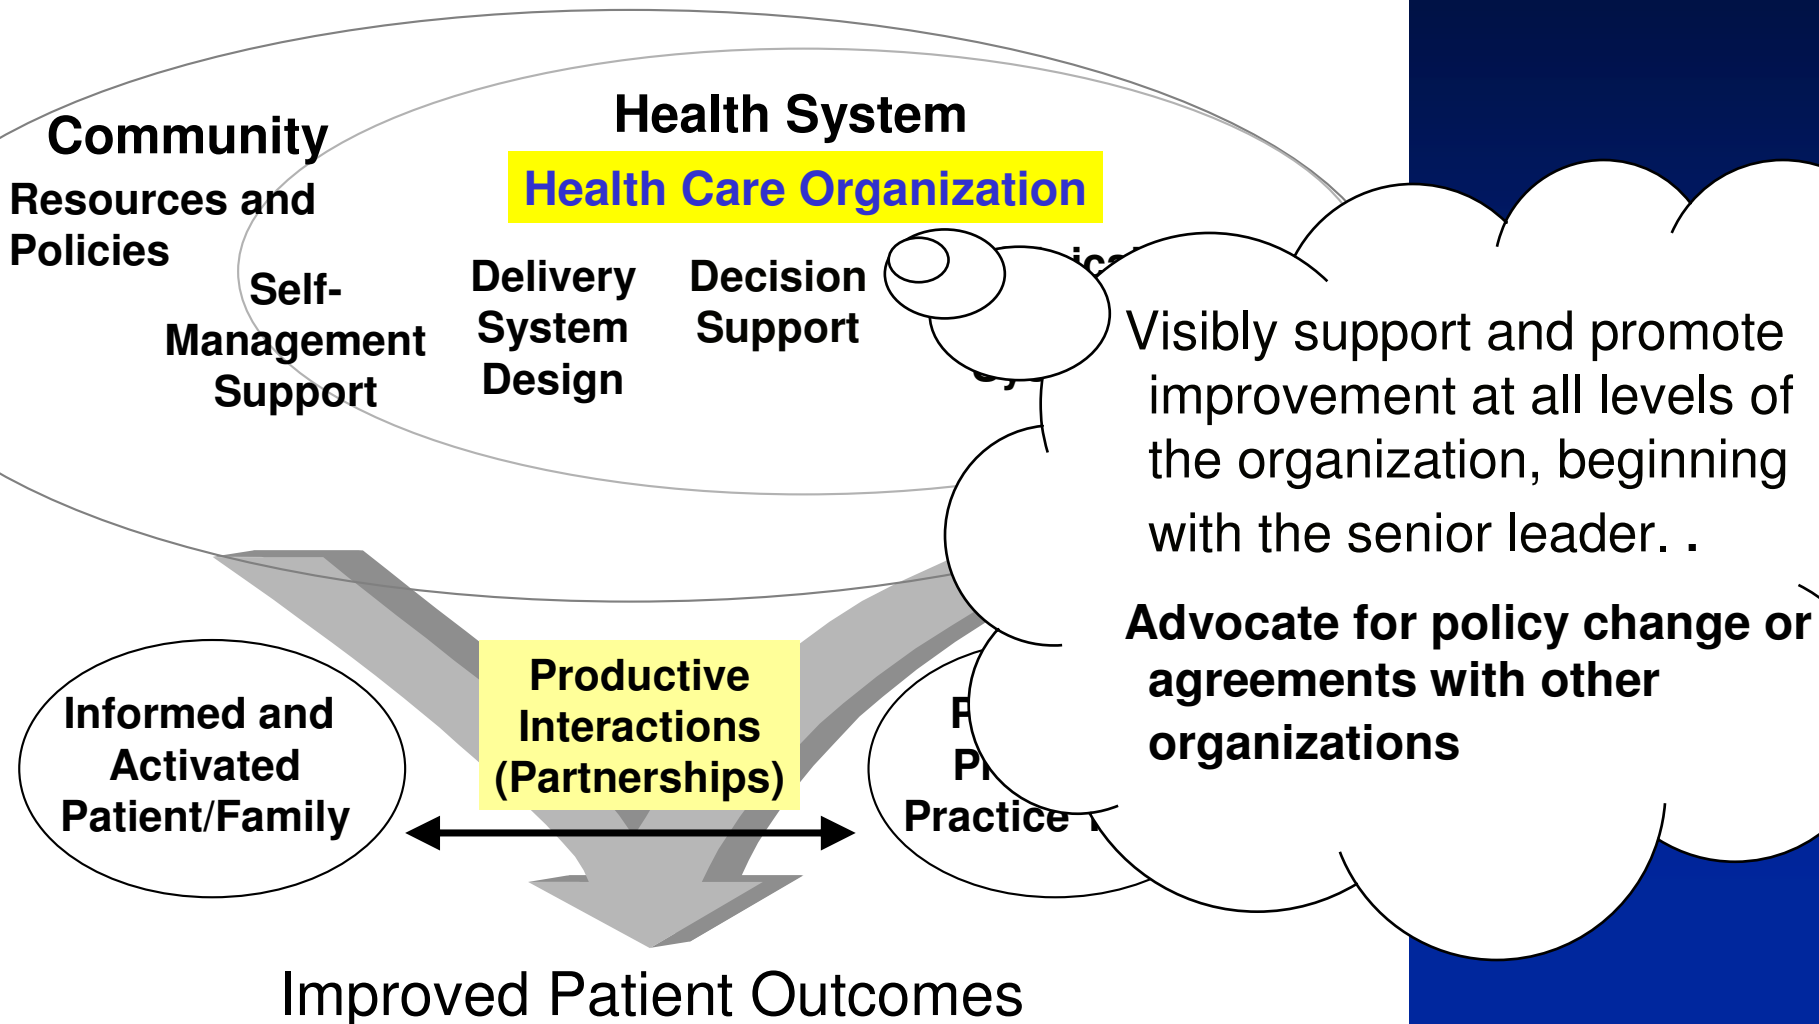 Community
Resources and
Policies
Health System
Health Care Organization
Self-
Management
Support
Delivery
System
Design
Decision
Support
Visibly support and promote
improvement at all levels of
the organization, beginning
with the senior leader. .
Advocate for policy change or
agreements with other
organizations
Informed and
Activated
Patient/Family
Productive
Interactions
(Partnerships)
Practice
Improved Patient Outcomes